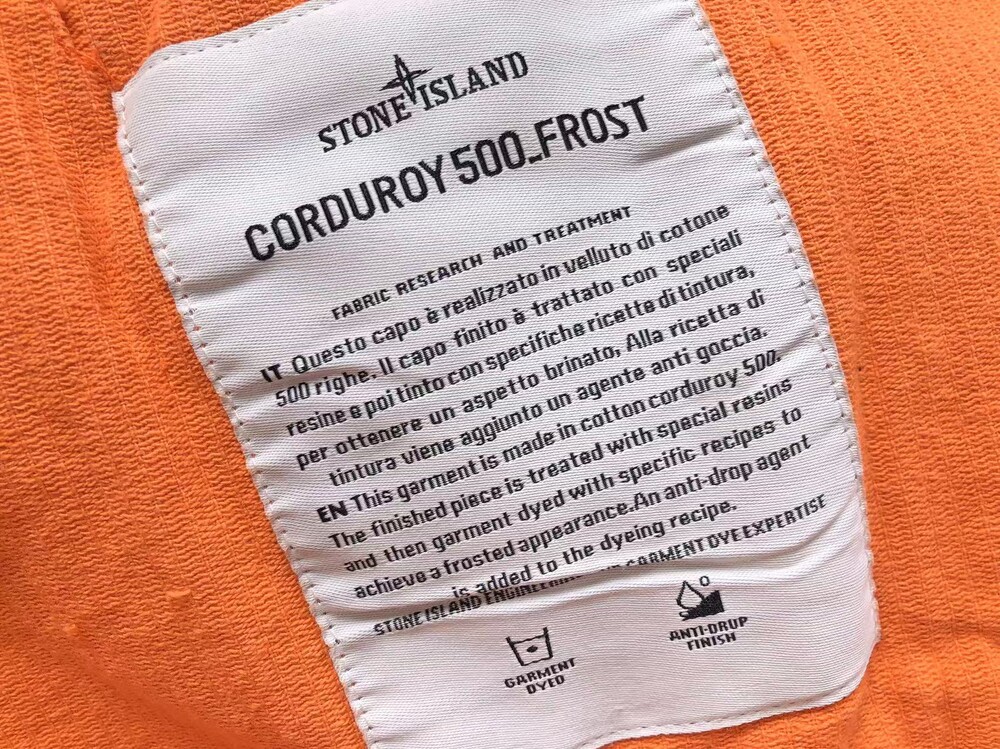 STONE ISLAND
CORDUROY 500_FROST
FABRIC RESEARCH AND TREATMENT
IT Questo capo è realizzato in velluto di cotone
500 righe. Il capo finito è trattato con speciali
resine e poi tinto con specifiche ricette di tintura,
per ottenere un aspetto brinato, Alla ricetta di
tintura viene aggiunto un agente anti goccia.
EN This garment is made in cotton corduroy 500.
The finished piece is treated with special resins
and then garment dyed with specific recipes to
achieve a frosted appearance.An anti-drop agent
is added to the dyeing recipe.
STONE ISLAND GARMENT DYE EXPERTISE
GARMENT
DYED
ANTI-DRUP
FINISH